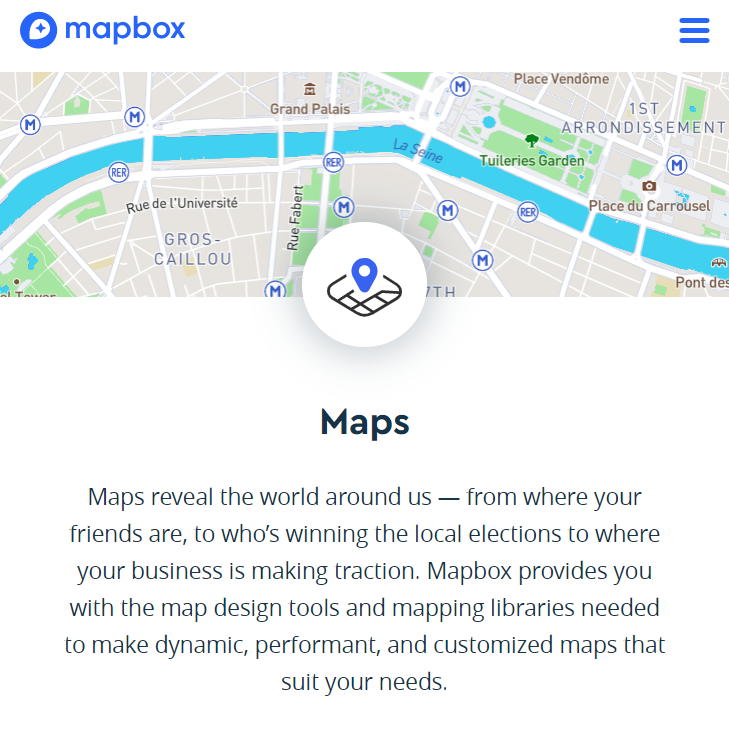 mapbox
Place Vendôme
Grand Palais
1ST
ARRONDISSEMENT
M
M
M
La Seine
Tuileries Garden
M
RER
RER
Rue de l'Université
Rue Fabert
M
M
RER
Place du Carrousel
GROS-
CAILLOU
M
M
7TH
Pont des
Tower
Maps
Maps reveal the world around us — from where your
friends are, to who’s winning the local elections to where
your business is making traction. Mapbox provides you
with the map design tools and mapping libraries needed
to make dynamic, performant, and customized maps that
suit your needs.